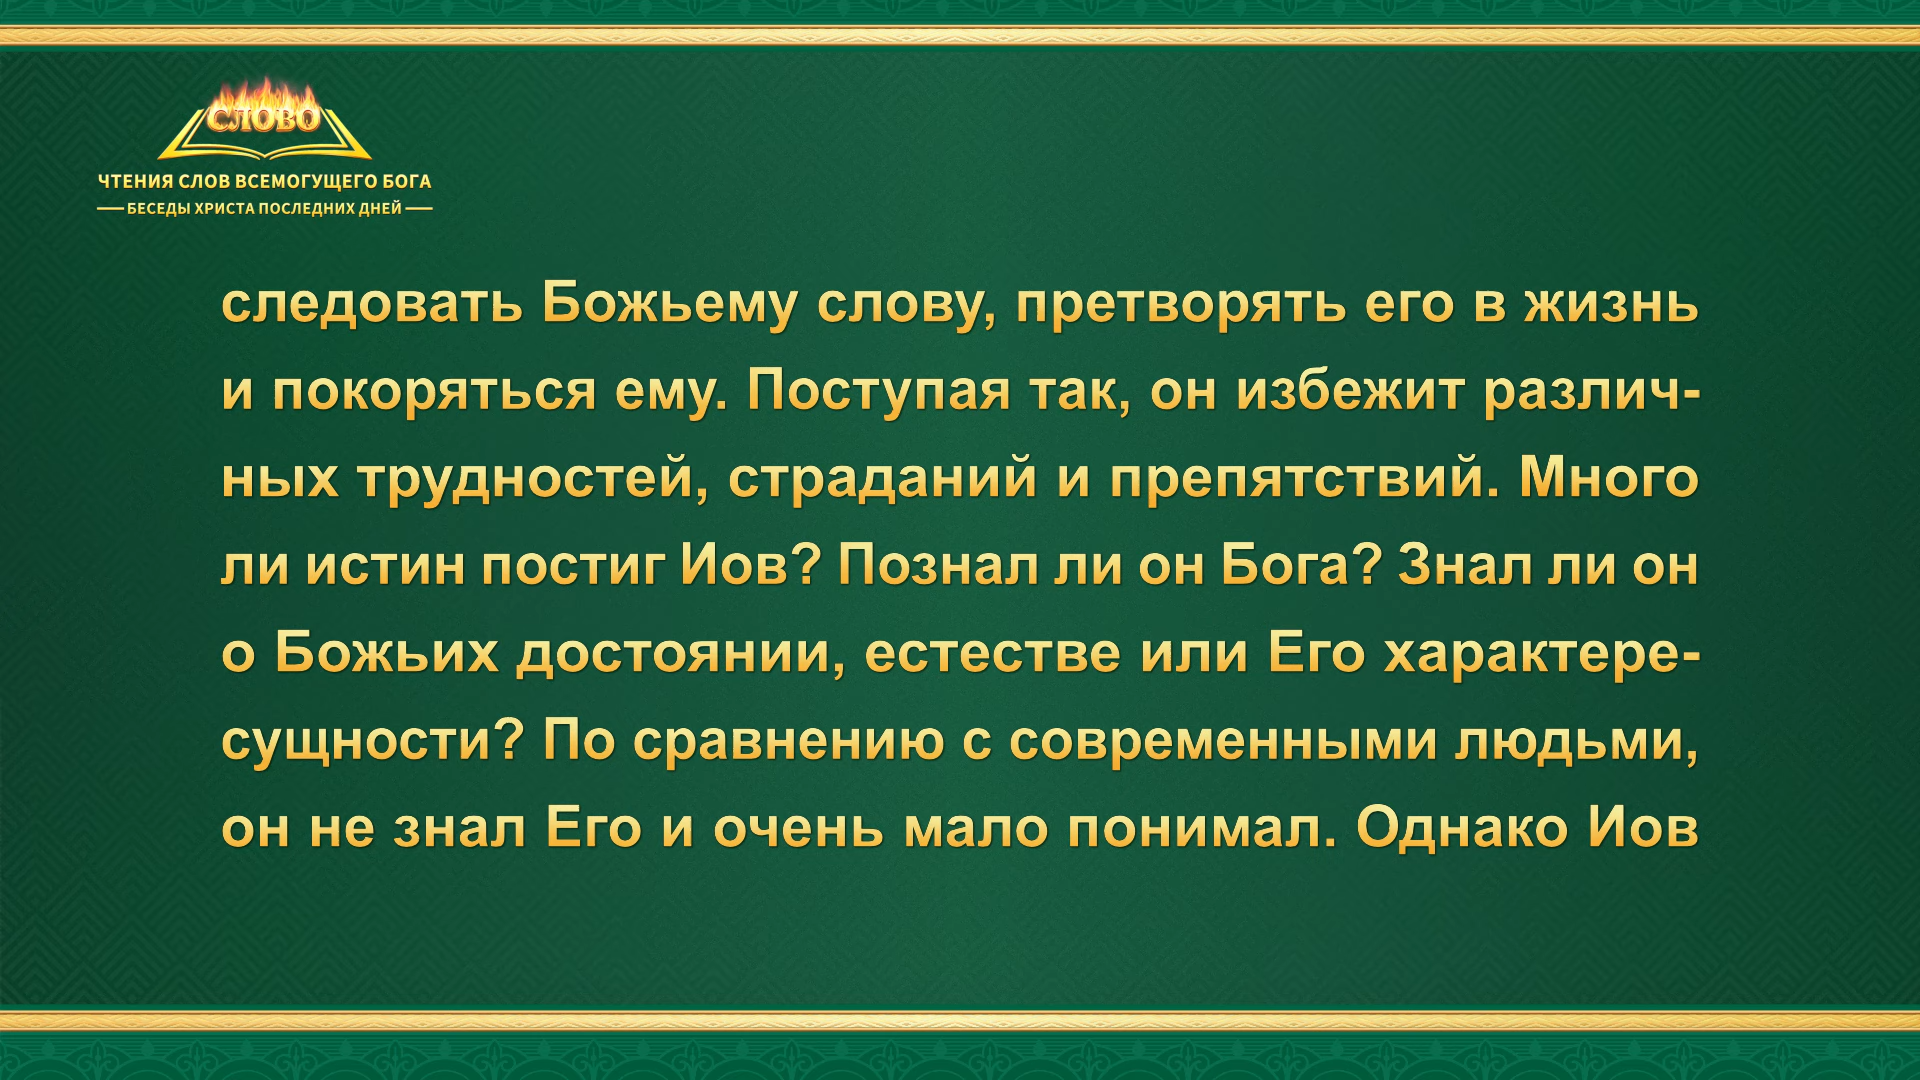 СЛОВО
ЧТЕНИЯ СЛОВ ВСЕМОГУЩЕГО БОГА
БЕСЕДЫ ХРИСТА ПОСЛЕДНИХ ДНЕЙ
следовать Божьему слову, претворять его в жизнь
и покоряться ему. Поступая так, он избежит различ-
ных трудностей, страданий и препятствий. Много
ли истин постиг Иов? Познал ли он Бога? Знал ли он
о Божьих достоянии, естестве или Его характере-
сущности? По сравнению с современными людьми,
он не знал Его и очень мало понимал. Однако Иов